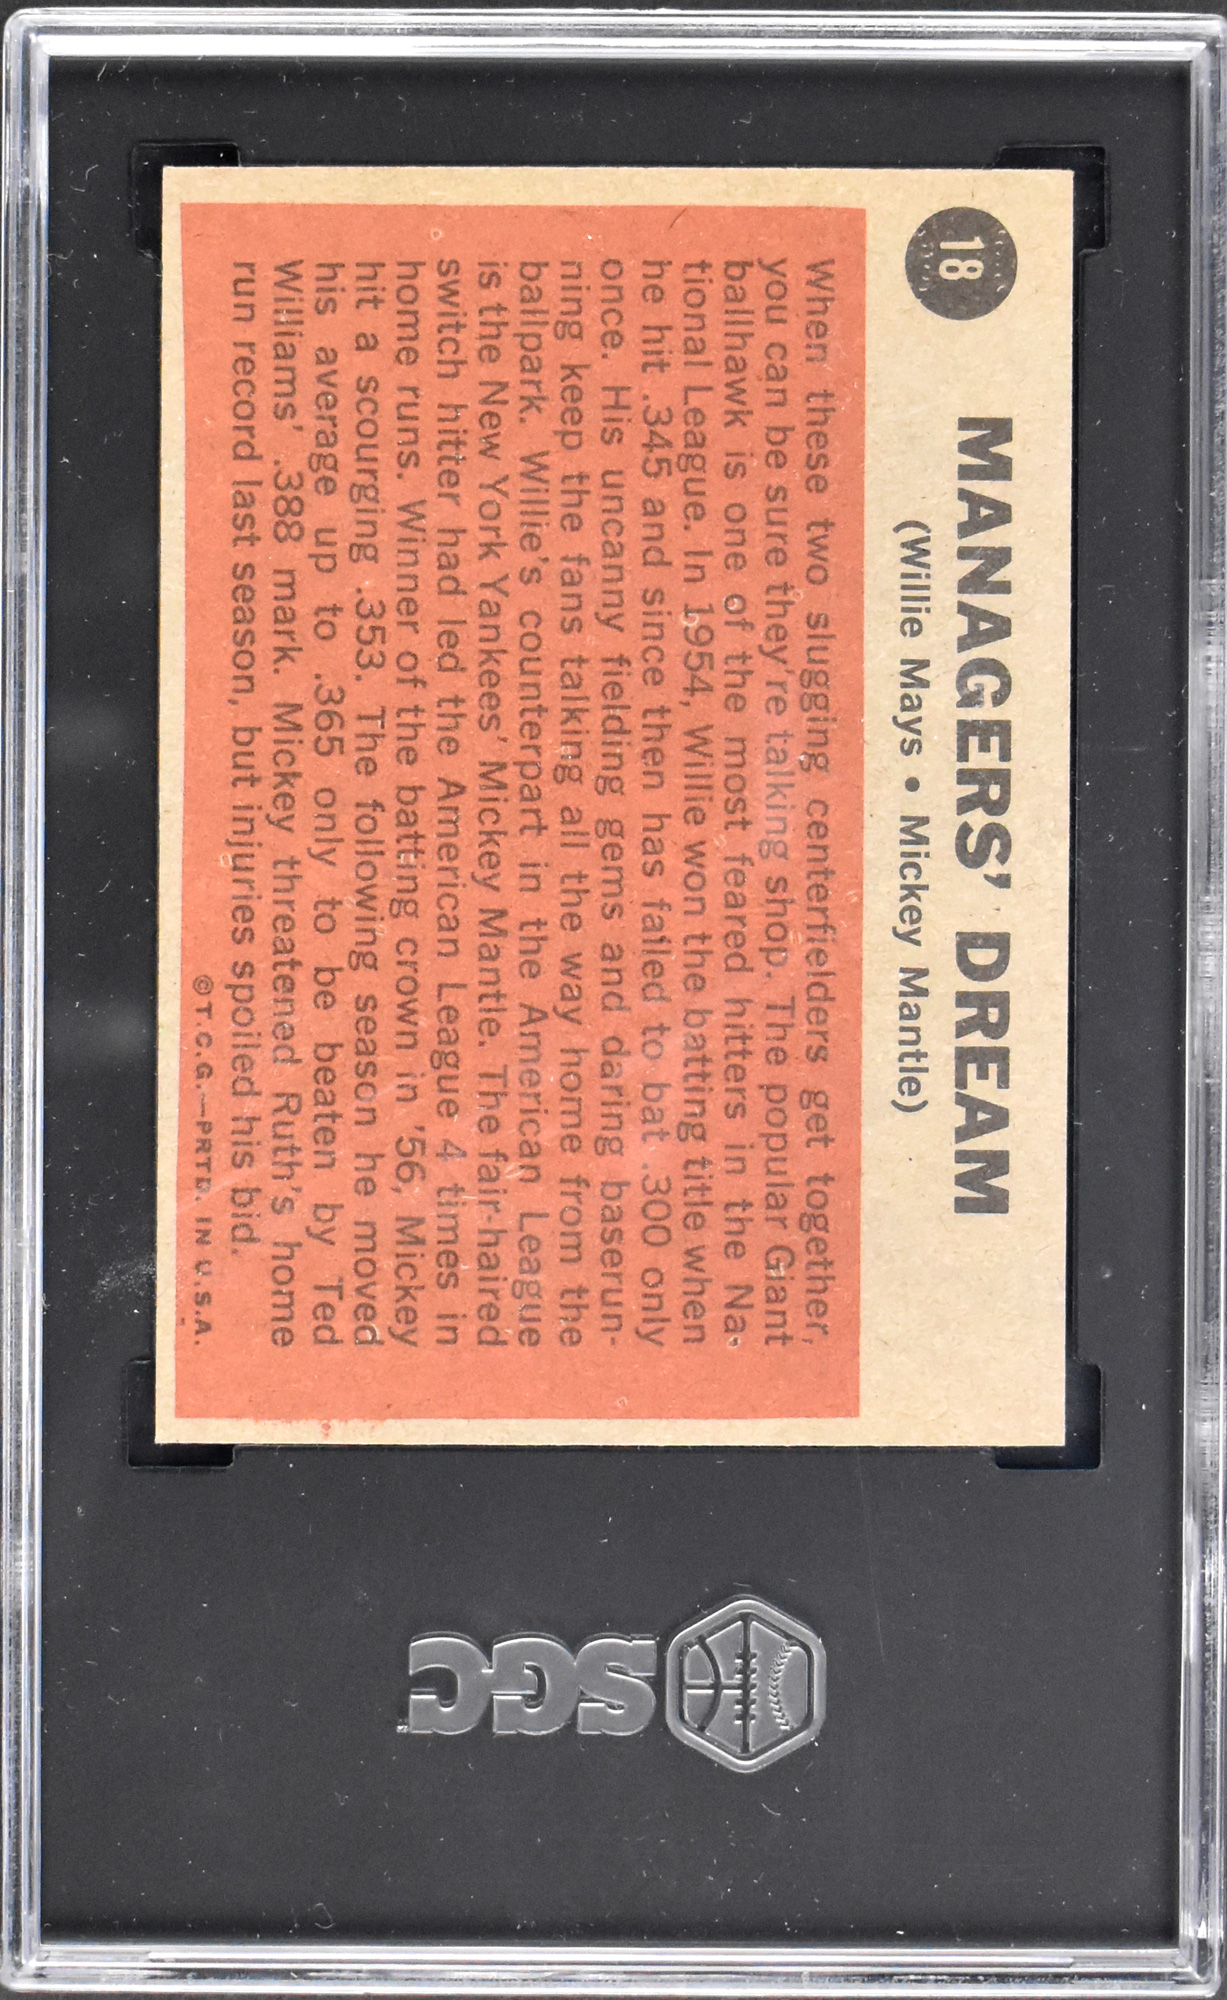 18
MANAGERS' DREAM
(Willie Mays • Mickey Mantle)
When these two slugging centerfielders get together,
you can be sure they're talking shop. The popular Giant
ballhawk is one of the most feared hitters in the Na-
tional League. In 1954, Willie won the batting title when
he hit .345 and since then has failed to bat .300 only
once. His uncanny fielding gems and daring baserun-
ning keep the fans talking all the way home from the
ballpark. Willie's counterpart in the American League
is the New York Yankees' Mickey Mantle. The fair-haired
switch hitter had led the American League 4 times in
home runs. Winner of the batting crown in '56, Mickey
hit a scourging .353. The following season he moved
his average up to .365 only to be beaten by Ted
Williams' .388 mark. Mickey threatened Ruth's home
run record last season, but injuries spoiled his bid.
©T.C.G.—PRTD. IN U.S.A.
SGC